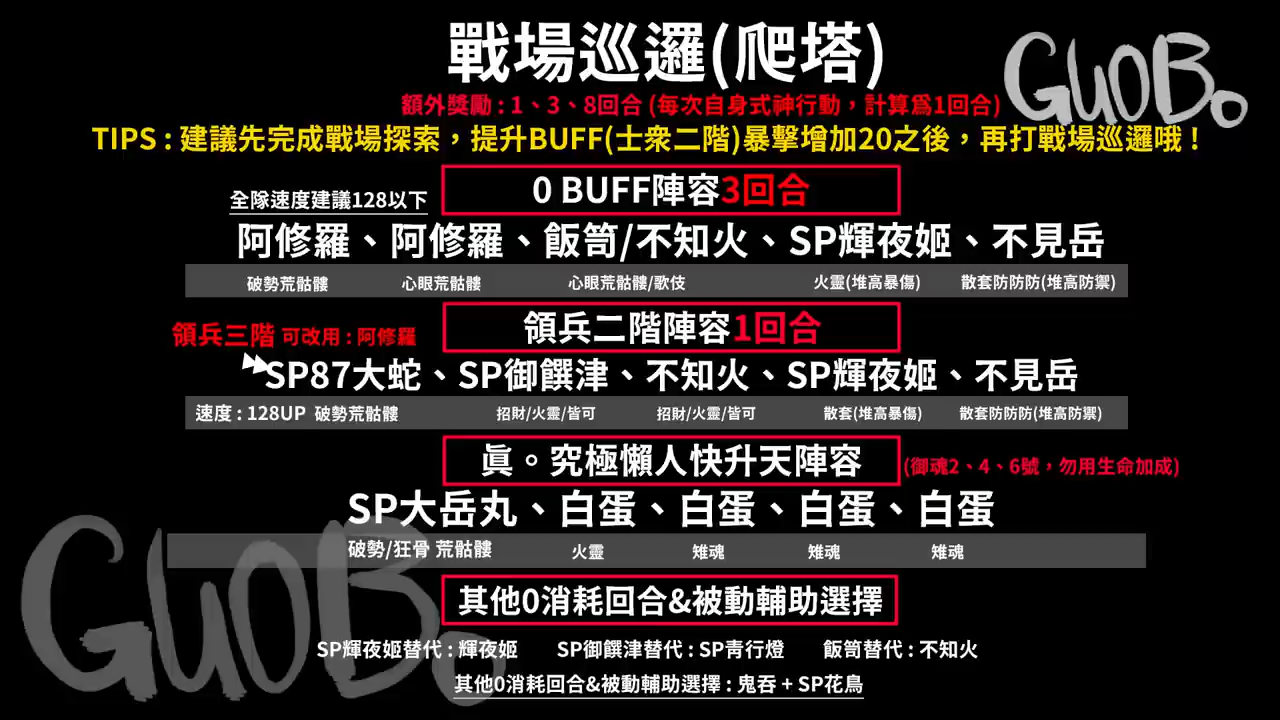 戰場巡邏(爬塔)
GUOB.
額外獎勵 : 1、3、8回合 (每次自身式神行動，計算爲1回合)
TIPS : 建議先完成戰場探索，提升BUFF(士衆二階)暴擊增加20之後，再打戰場巡邏哦 !
全隊速度建議128以下
0 BUFF陣容3回合
阿修羅、阿修羅、飯笥/不知火、SP輝夜姬、不見岳
破勢荒骷髏 心眼荒骷髏 心眼荒骷髏/歌伎 火靈(堆高暴傷) 散套防防防(堆高防禦)
領兵三階 可改用 : 阿修羅
領兵二階陣容1回合
SP87大蛇、SP御饌津、不知火、SP輝夜姬、不見岳
速度 : 128UP 破勢荒骷髏 招財/火靈/皆可 招財/火靈/皆可 散套(堆高暴傷) 散套防防防(堆高防禦)
眞。究極懶人快升天陣容
(御魂2、4、6號，勿用生命加成)
SP大岳丸、白蛋、白蛋、白蛋、白蛋
破勢/狂骨 荒骷髏 火靈 雉魂 雉魂 雉魂
其他0消耗回合&被動輔助選擇
SP輝夜姬替代 : 輝夜姬 SP御饌津替代 : SP青行燈 飯笥替代 : 不知火
其他0消耗回合&被動輔助選擇 : 鬼吞 + SP花鳥
GUOB.